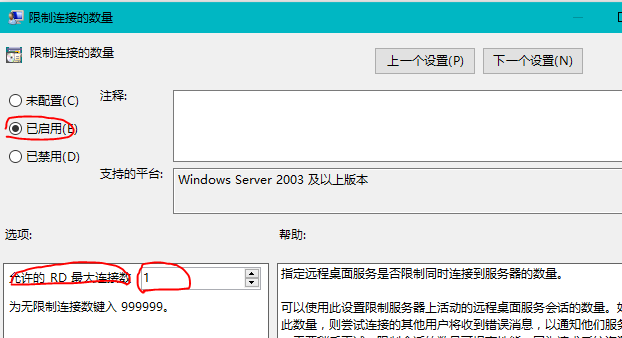 限制连接的数量
限制连接的数量
上一个设置(P)
下一个设置(N)
未配置(C)
注释:
已启用(E)
已禁用(D)
支持的平台:
Windows Server 2003 及以上版本
选项:
帮助:
允许的 RD 最大连接数
1
为无限制连接数键入 999999。
指定远程桌面服务是否限制同时连接到服务器的数量。
可以使用此设置限制服务器上活动的远程桌面服务会话的数量。如
此数量，则尝试连接的其他用户将收到错误消息，以通知他们服务